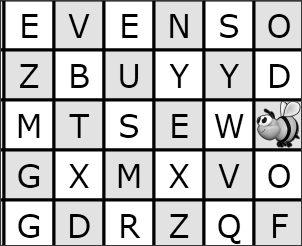 E V E N S O
Z B U Y Y D
M T S E W
G X M X V O
G D R Z Q F